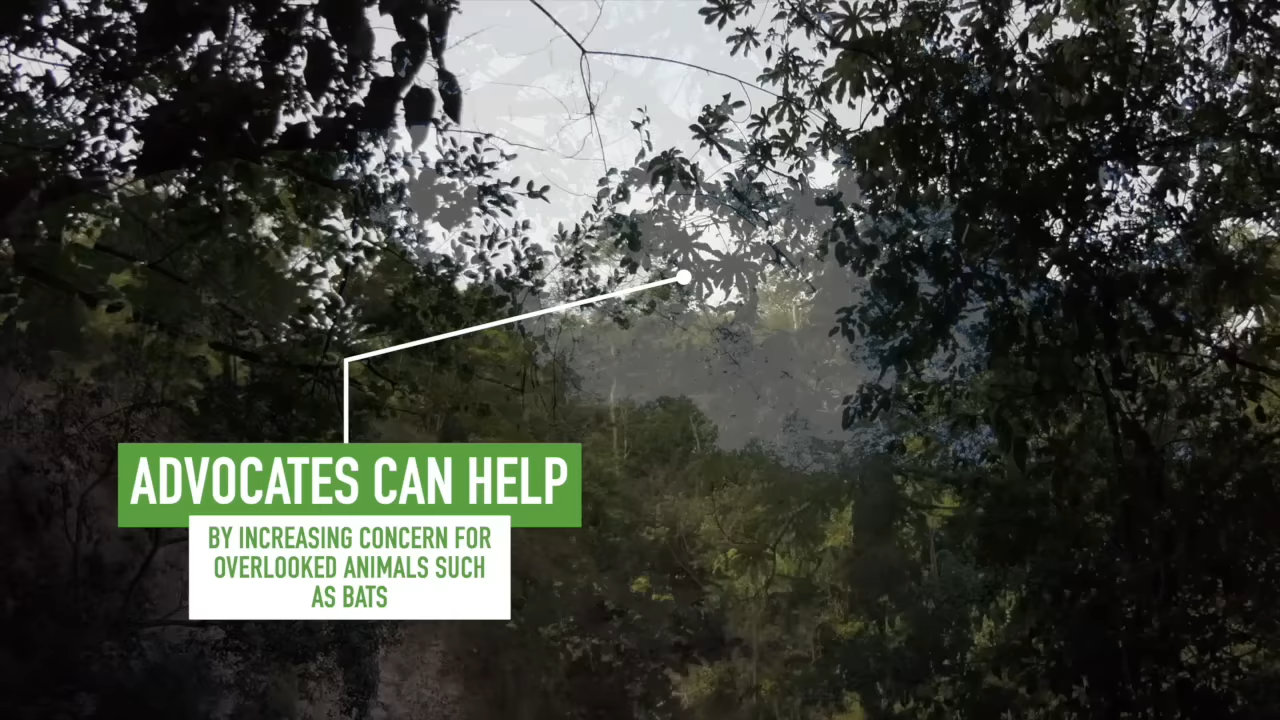 ADVOCATES CAN HELP
BY INCREASING CONCERN FOR
OVERLOOKED ANIMALS SUCH
AS BATS